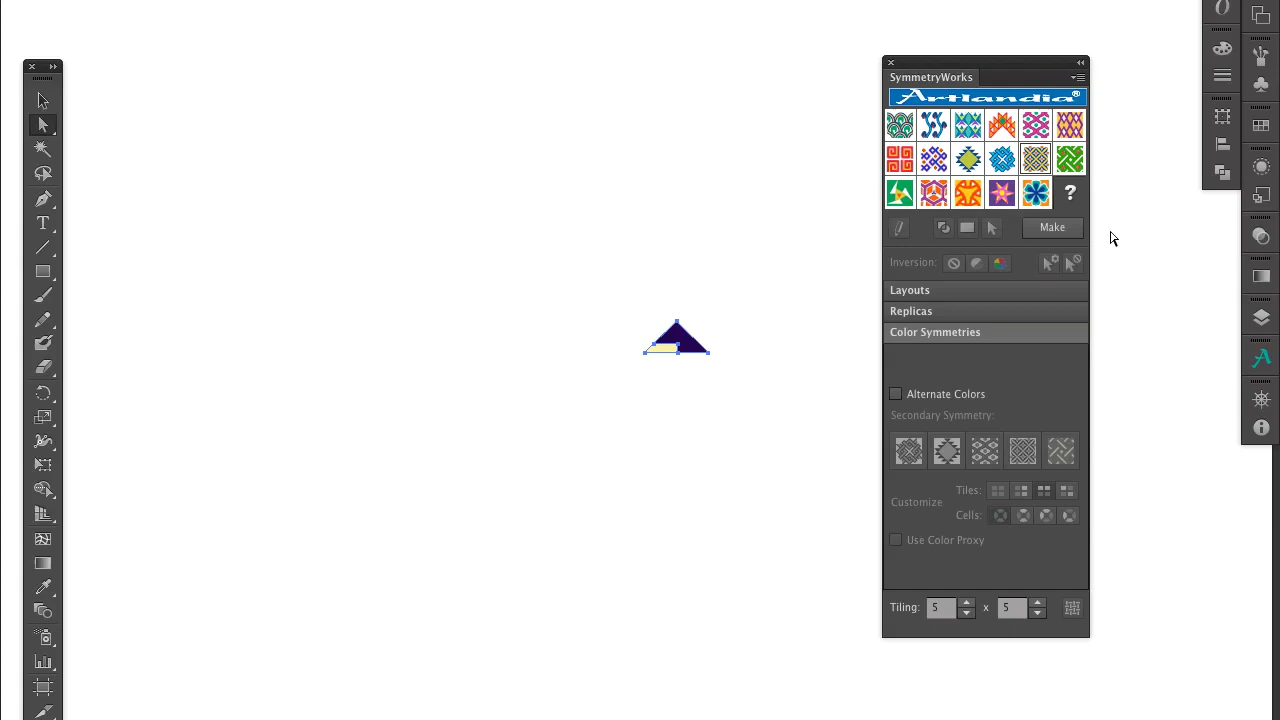 SymmetryWorks
Artlandia®
?
Make
Inversion:
Layouts
Replicas
Color Symmetries
Alternate Colors
Secondary Symmetry:
Tiles:
Customize
Cells:
Use Color Proxy
Tiling: 5 x 5